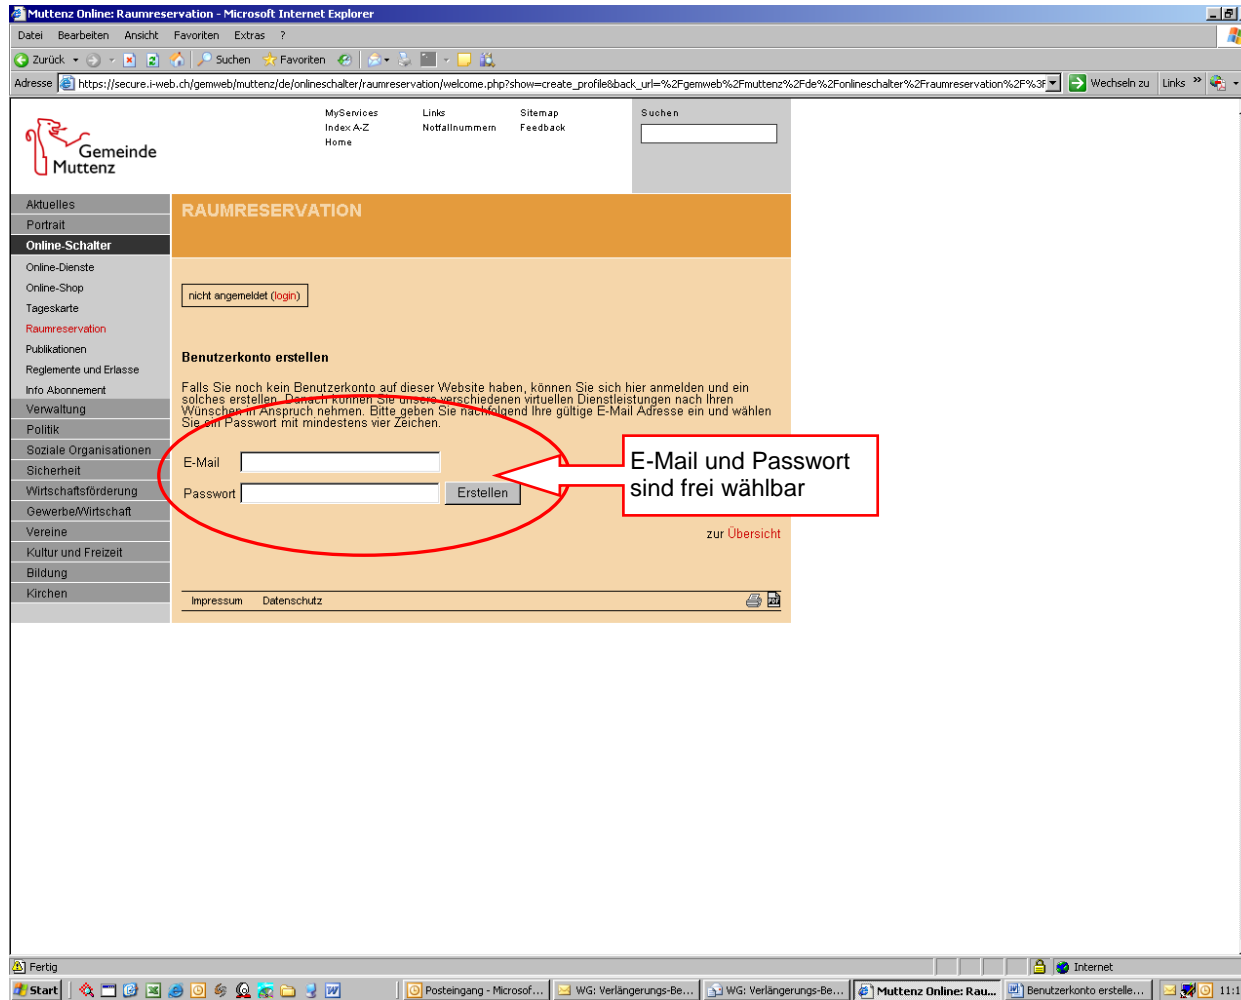 Muttenz Online: Raumreservation - Microsoft Internet Explorer
Datei Bearbeiten Ansicht Favoriten Extras ?
Zurück Suchen Favoriten
Adresse https://secure.i-web.ch/gemweb/muttenz/de/onlineschalter/raumreservation/welcome.php?show=create_profile&back_url=%2Fgemweb%2Fmuttenz%2Fde%2Fonlineschalter%2Fraumreservation%2F%3F Wechseln zu Links »
MyServices Links Sitemap Suchen
Index A-Z Notfallnummern Feedback
Home
Gemeinde
Muttenz
Aktuelles
Portrait
Online-Schalter
Online-Dienste
Online-Shop
Tageskarte
Raumreservation
Publikationen
Reglemente und Erlasse
Info Abonnement
Verwaltung
Politik
Soziale Organisationen
Sicherheit
Wirtschaftsförderung
Gewerbe/Wirtschaft
Vereine
Kultur und Freizeit
Bildung
Kirchen
RAUMRESERVATION
nicht angemeldet (login)
Benutzerkonto erstellen
Falls Sie noch kein Benutzerkonto auf dieser Website haben, können Sie sich hier anmelden und ein
solches erstellen. Danach können Sie unsere verschiedenen virtuellen Dienstleistungen nach Ihren
Wünschen in Anspruch nehmen. Bitte geben Sie nachfolgend Ihre gültige E-Mail Adresse ein und wählen
Sie ein Passwort mit mindestens vier Zeichen.
E-Mail
Passwort Erstellen
E-Mail und Passwort
sind frei wählbar
zur Übersicht
Impressum Datenschutz
PDF
Fertig Internet
Start Posteingang - Microsof... WG: Verlängerungs-Be... WG: Verlängerungs-Be... Muttenz Online: Rau... Benutzerkonto erstelle... 11:1